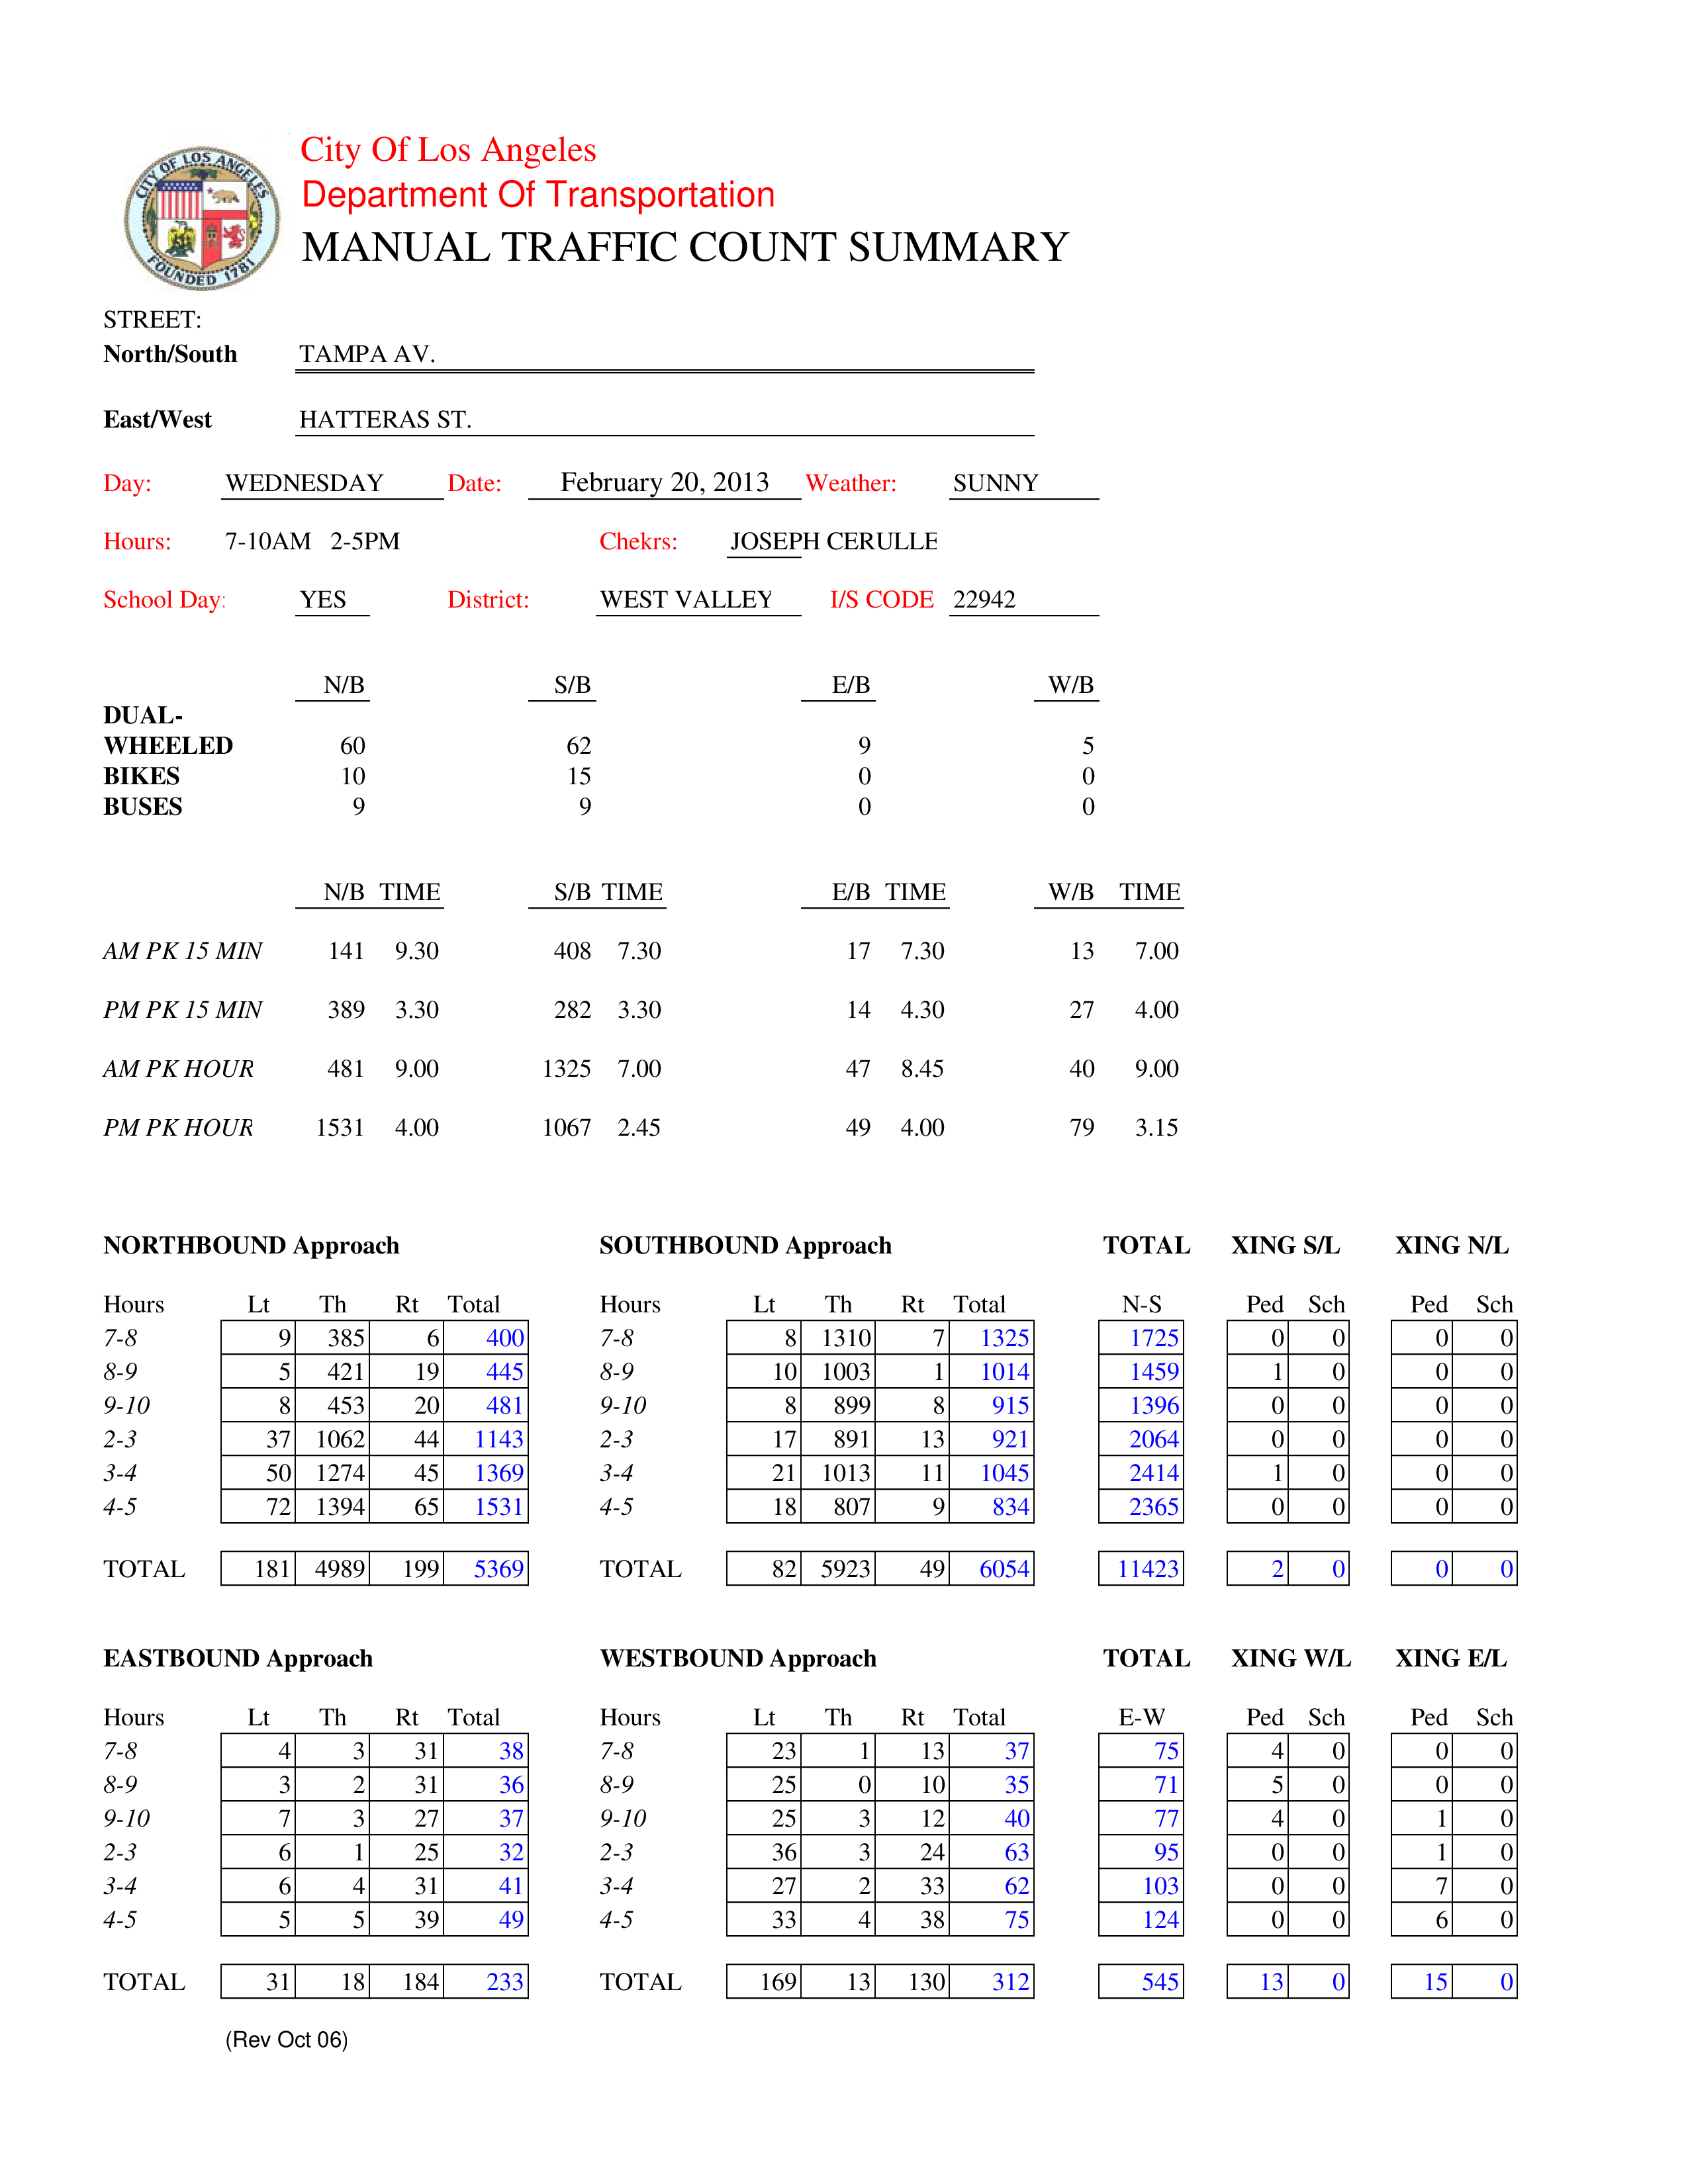 CITY OF LOS ANGELES
FOUNDED 1781
City Of Los Angeles
Department Of Transportation
MANUAL TRAFFIC COUNT SUMMARY
STREET:
North/South TAMPA AV.
East/West HATTERAS ST.
Day: WEDNESDAY Date: February 20, 2013 Weather: SUNNY
Hours: 7-10AM 2-5PM Chekrs: JOSEPH CERULLE
School Day: YES District: WEST VALLEY I/S CODE 22942
N/B S/B E/B W/B
DUAL-
WHEELED 60 62 9 5
BIKES 10 15 0 0
BUSES 9 9 0 0
N/B TIME S/B TIME E/B TIME W/B TIME
AM PK 15 MIN 141 9.30 408 7.30 17 7.30 13 7.00
PM PK 15 MIN 389 3.30 282 3.30 14 4.30 27 4.00
AM PK HOUR 481 9.00 1325 7.00 47 8.45 40 9.00
PM PK HOUR 1531 4.00 1067 2.45 49 4.00 79 3.15
NORTHBOUND Approach SOUTHBOUND Approach TOTAL XING S/L XING N/L
Hours Lt Th Rt Total Hours Lt Th Rt Total N-S Ped Sch Ped Sch
7-8 9 385 6 400 7-8 8 1310 7 1325 1725 0 0 0 0
8-9 5 421 19 445 8-9 10 1003 1 1014 1459 1 0 0 0
9-10 8 453 20 481 9-10 8 899 8 915 1396 0 0 0 0
2-3 37 1062 44 1143 2-3 17 891 13 921 2064 0 0 0 0
3-4 50 1274 45 1369 3-4 21 1013 11 1045 2414 1 0 0 0
4-5 72 1394 65 1531 4-5 18 807 9 834 2365 0 0 0 0
TOTAL 181 4989 199 5369 TOTAL 82 5923 49 6054 11423 2 0 0 0
EASTBOUND Approach WESTBOUND Approach TOTAL XING W/L XING E/L
Hours Lt Th Rt Total Hours Lt Th Rt Total E-W Ped Sch Ped Sch
7-8 4 3 31 38 7-8 23 1 13 37 75 4 0 0 0
8-9 3 2 31 36 8-9 25 0 10 35 71 5 0 0 0
9-10 7 3 27 37 9-10 25 3 12 40 77 4 0 1 0
2-3 6 1 25 32 2-3 36 3 24 63 95 0 0 1 0
3-4 6 4 31 41 3-4 27 2 33 62 103 0 0 7 0
4-5 5 5 39 49 4-5 33 4 38 75 124 0 0 6 0
TOTAL 31 18 184 233 TOTAL 169 13 130 312 545 13 0 15 0
(Rev Oct 06)